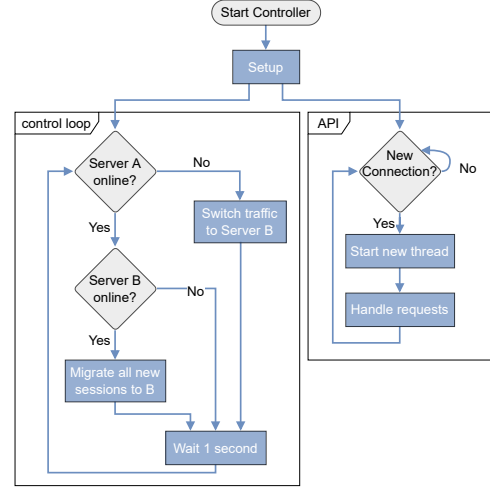 Start Controller
Setup
control loop
API
Server A
online?
No
New
Connection?
No
Yes
Switch traffic
to Server B
Yes
Start new thread
Server B
online?
No
Handle requests
Yes
Migrate all new
sessions to B
Wait 1 second